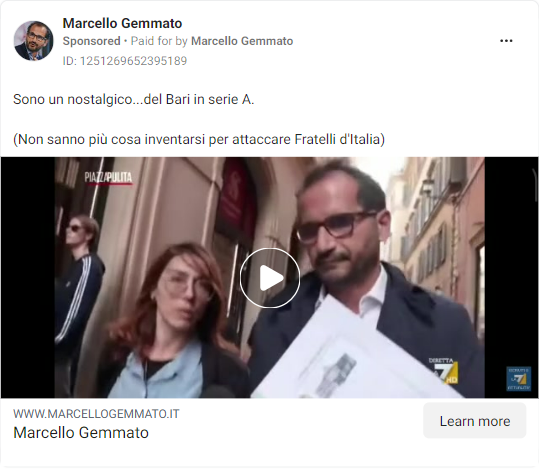 Marcello Gemmato
Sponsored • Paid for by Marcello Gemmato
ID: 1251269652395189
Sono un nostalgico...del Bari in serie A.
(Non sanno più cosa inventarsi per attaccare Fratelli d'Italia)
PIAZZAPULITA
DIRETTA
7 HD
WWW.MARCELLOGEMMATO.IT
Marcello Gemmato
Learn more